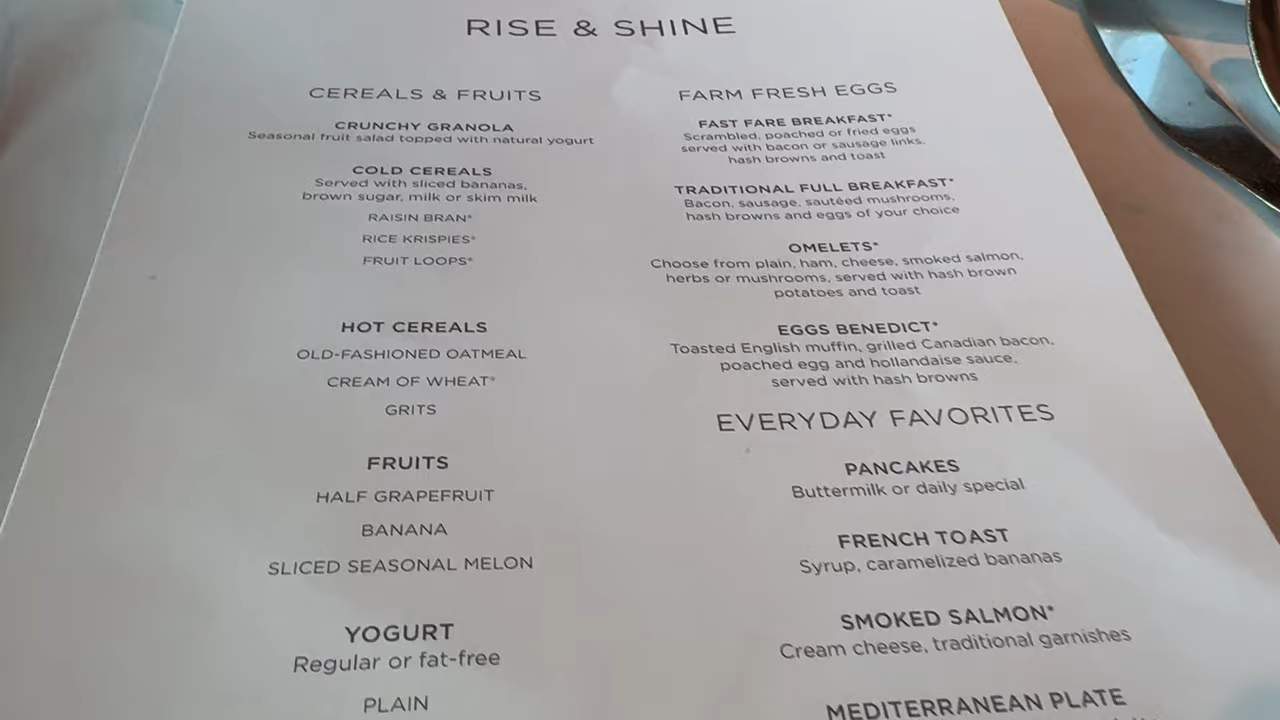 RISE & SHINE
CEREALS & FRUITS
CRUNCHY GRANOLA
Seasonal fruit salad topped with natural yogurt
COLD CEREALS
Served with sliced bananas,
brown sugar, milk or skim milk
RAISIN BRAN®
RICE KRISPIES®
FRUIT LOOPS®
HOT CEREALS
OLD-FASHIONED OATMEAL
CREAM OF WHEAT®
GRITS
FRUITS
HALF GRAPEFRUIT
BANANA
SLICED SEASONAL MELON
YOGURT
Regular or fat-free
PLAIN
FARM FRESH EGGS
FAST FARE BREAKFAST*
Scrambled, poached or fried eggs
served with bacon or sausage links,
hash browns and toast
TRADITIONAL FULL BREAKFAST*
Bacon, sausage, sautéed mushrooms,
hash browns and eggs of your choice
OMELETS*
Choose from plain, ham, cheese, smoked salmon,
herbs or mushrooms, served with hash brown
potatoes and toast
EGGS BENEDICT*
Toasted English muffin, grilled Canadian bacon,
poached egg and hollandaise sauce,
served with hash browns
EVERYDAY FAVORITES
PANCAKES
Buttermilk or daily special
FRENCH TOAST
Syrup, caramelized bananas
SMOKED SALMON*
Cream cheese, traditional garnishes
MEDITERRANEAN PLATE